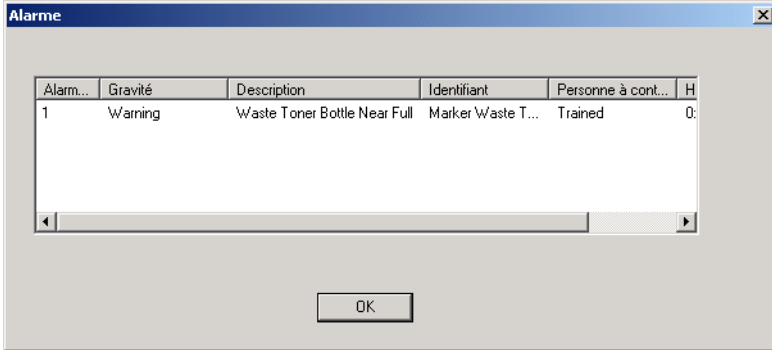 Alarme
Alarm... Gravité Description Identifiant Personne à cont... H
1 Warning Waste Toner Bottle Near Full Marker Waste T... Trained 0:
OK